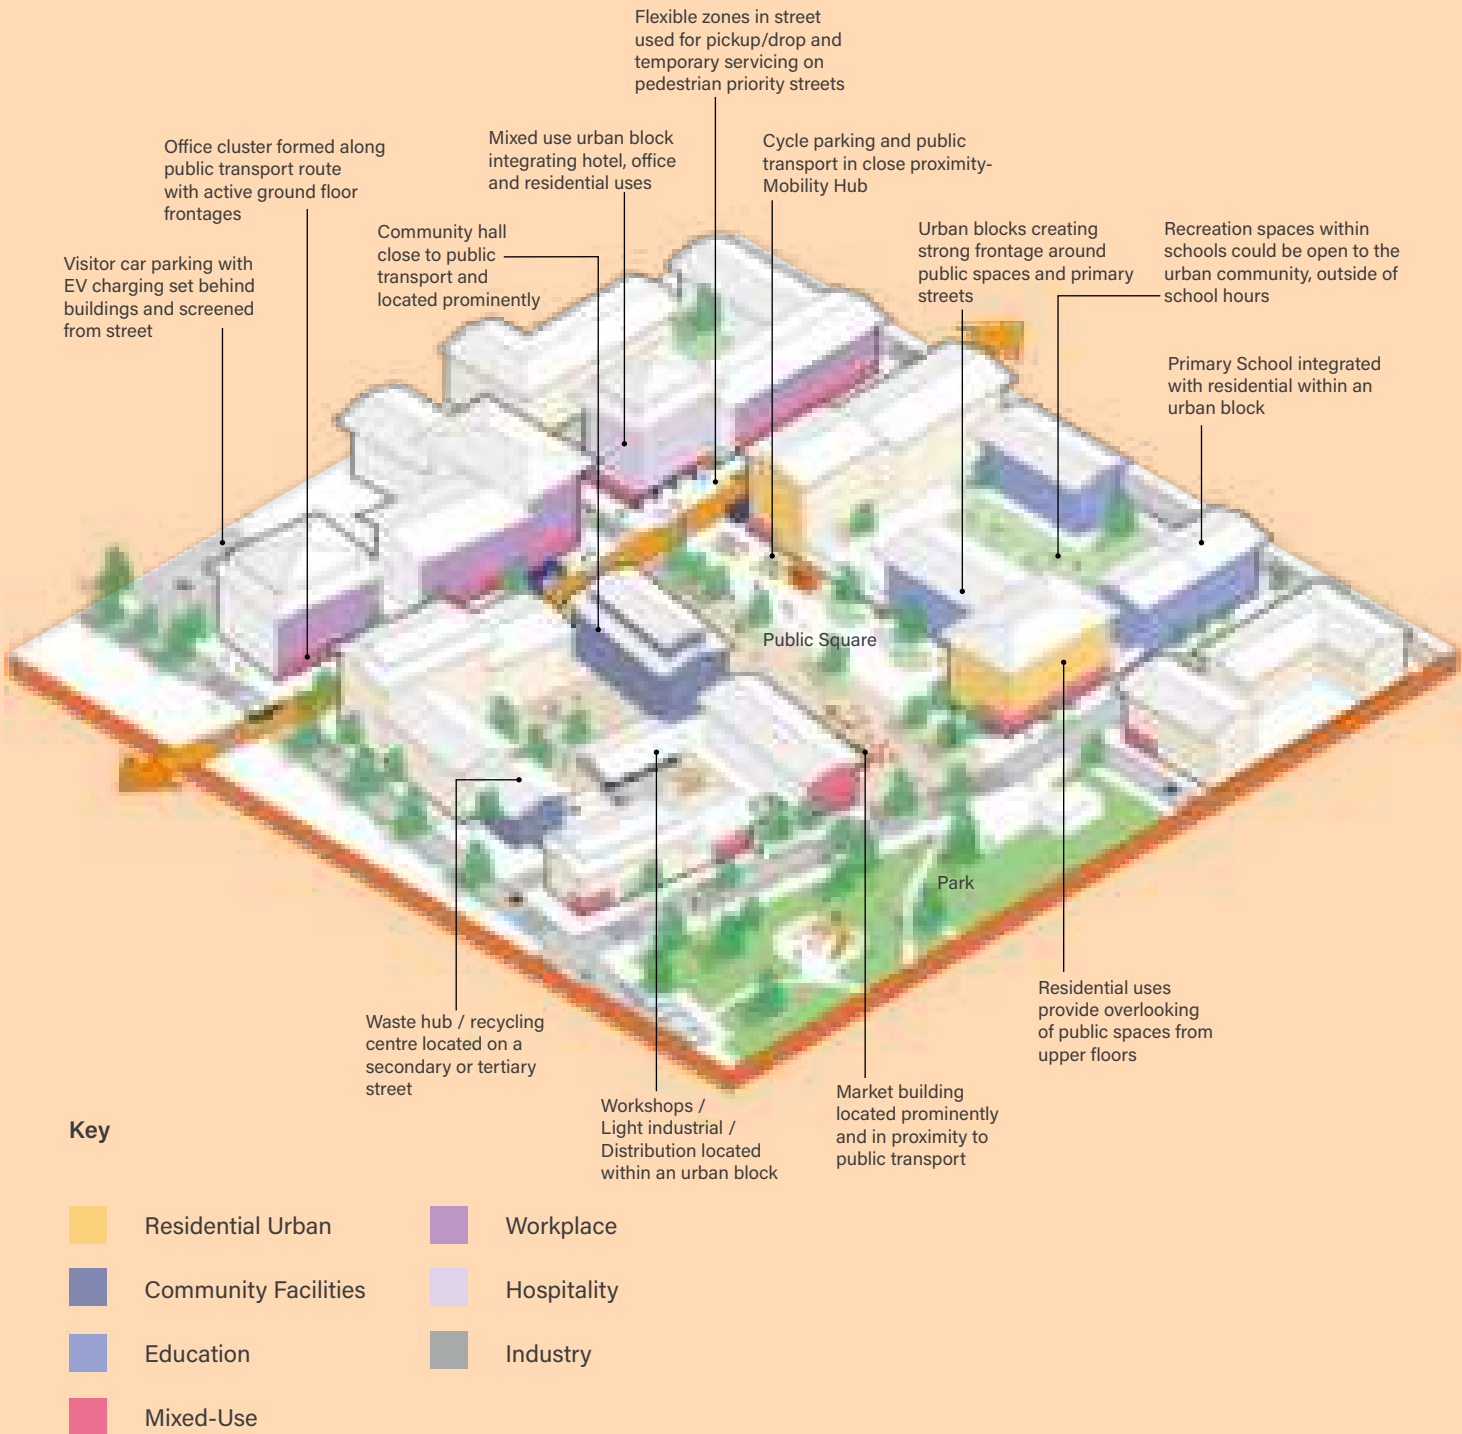 Flexible zones in street
used for pickup/drop and
temporary servicing on
pedestrian priority streets
Office cluster formed along
public transport route
with active ground floor
frontages
Mixed use urban block
integrating hotel, office
and residential uses
Cycle parking and public
transport in close proximity-
Mobility Hub
Community hall
close to public
transport and
located prominently
Urban blocks creating
strong frontage around
public spaces and primary
streets
Recreation spaces within
schools could be open to the
urban community, outside of
school hours
Visitor car parking with
EV charging set behind
buildings and screened
from street
Primary School integrated
with residential within an
urban block
Public Square
Park
Residential uses
provide overlooking
of public spaces from
upper floors
Waste hub / recycling
centre located on a
secondary or tertiary
street
Workshops /
Light industrial /
Distribution located
within an urban block
Market building
located prominently
and in proximity to
public transport
Key
Residential Urban
Workplace
Community Facilities
Hospitality
Education
Industry
Mixed-Use